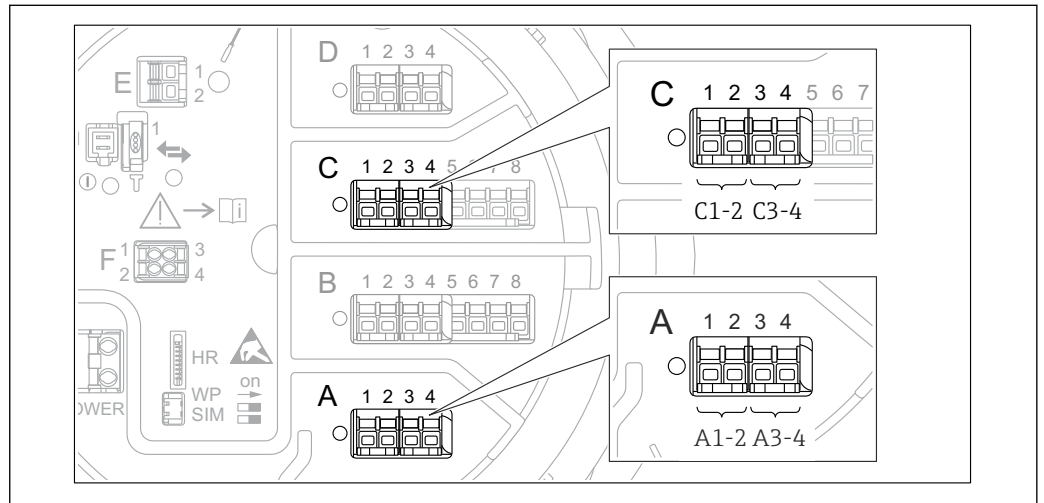 D 1 2 3 4
E 1
2
C 1 2 3 4 5 6 7
C1-2 C3-4
1
C 1 2 3 4 5 6 7 8
i
F 1 3
2 4
B 1 2 3 4 5 6 7 8
A 1 2 3 4
A1-2 A3-4
HR
WP on
SIM
OWER
A 1 2 3 4